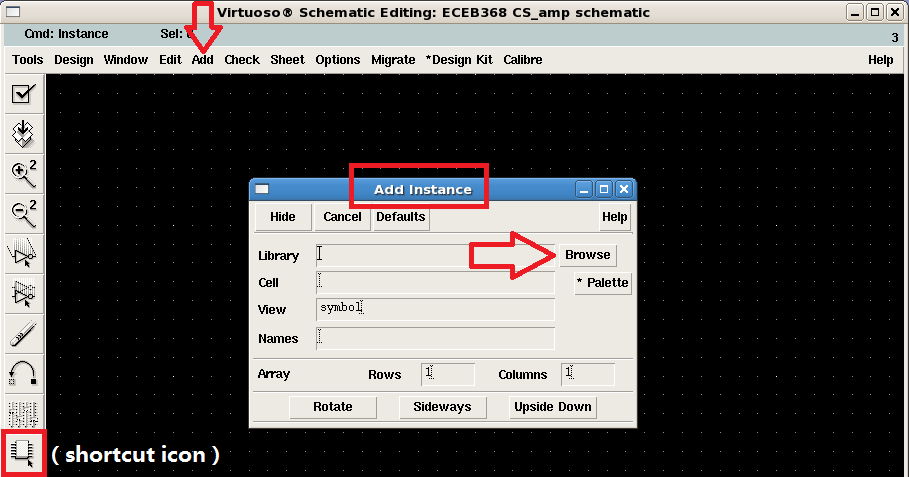 Virtuoso® Schematic Editing: ECEB368 CS_amp schematic
Cmd: Instance Sel: 3
Tools Design Window Edit Add Check Sheet Options Migrate *Design Kit Calibre Help
2
2
Add Instance
Hide Cancel Defaults Help
Library Browse
Cell * Palette
View symbol
Names
Array Rows 1 Columns 1
Rotate Sideways Upside Down
( shortcut icon )